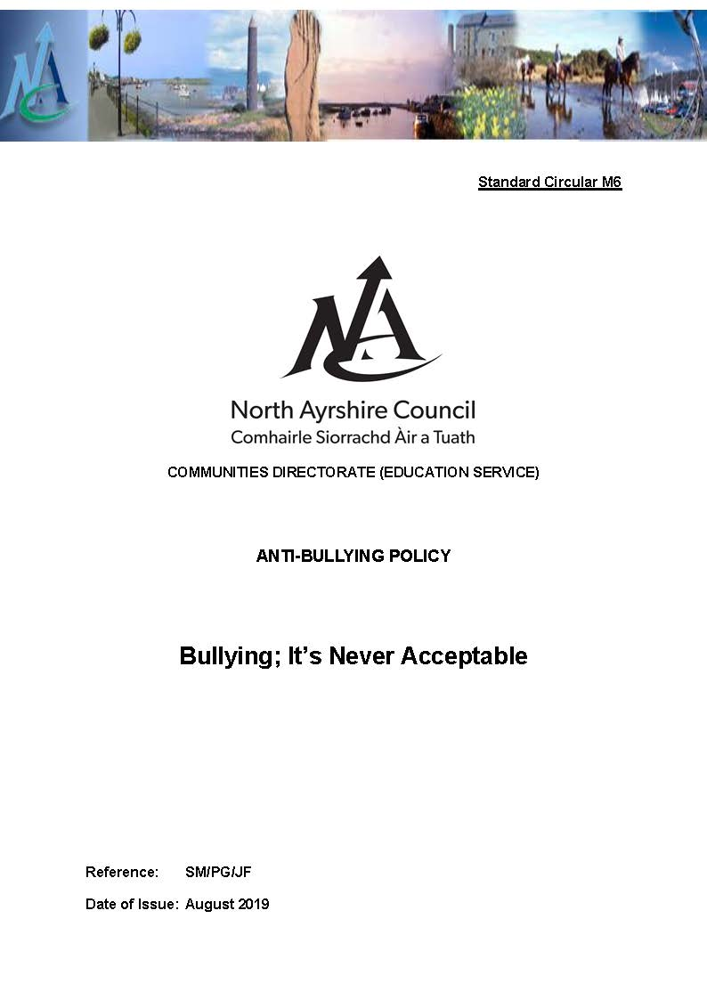 Standard Circular M6
NA
North Ayrshire Council
Comhairle Siorrachd Àir a Tuath
COMMUNITIES DIRECTORATE (EDUCATION SERVICE)
ANTI-BULLYING POLICY
Bullying; It’s Never Acceptable
Reference: SM/PG/JF
Date of Issue: August 2019